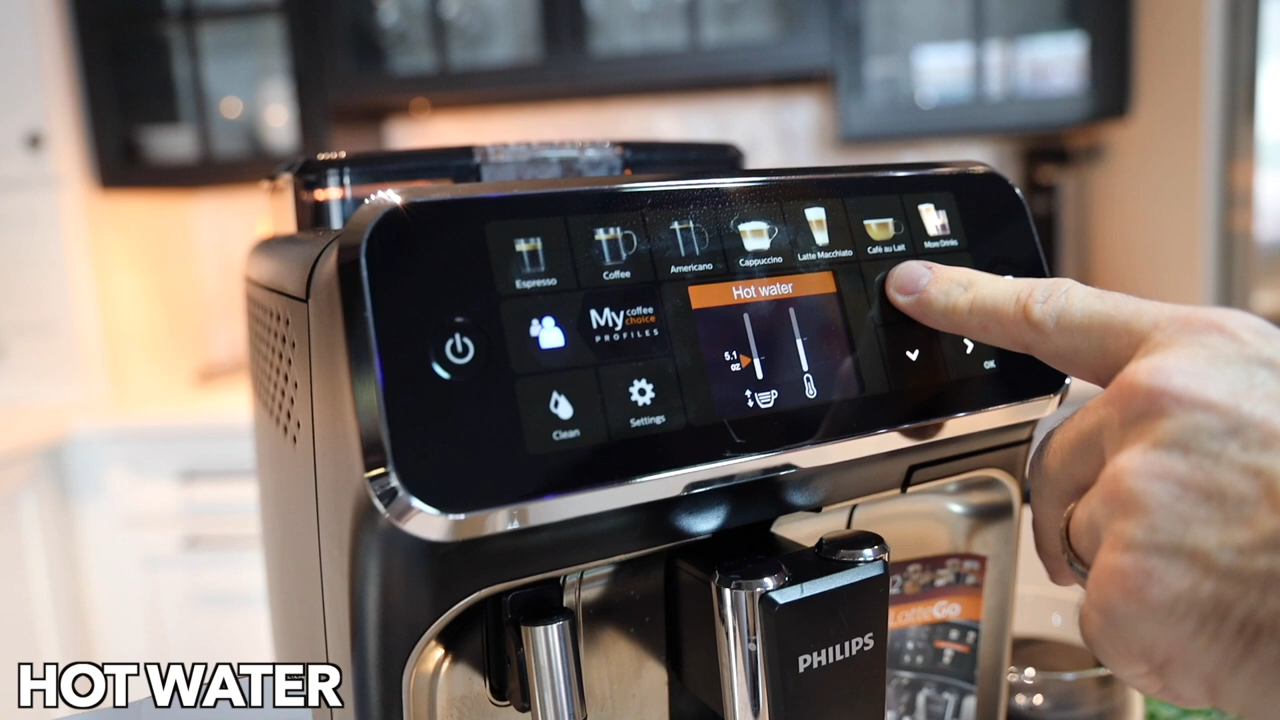 Espresso
Coffee
Americano
Cappuccino
Latte Macchiato
Café au Lait
More Drinks
My coffee choice
PROFILES
Hot water
5.1
oz
OK
Clean
Settings
PHILIPS
LatteGo
HOT WATER